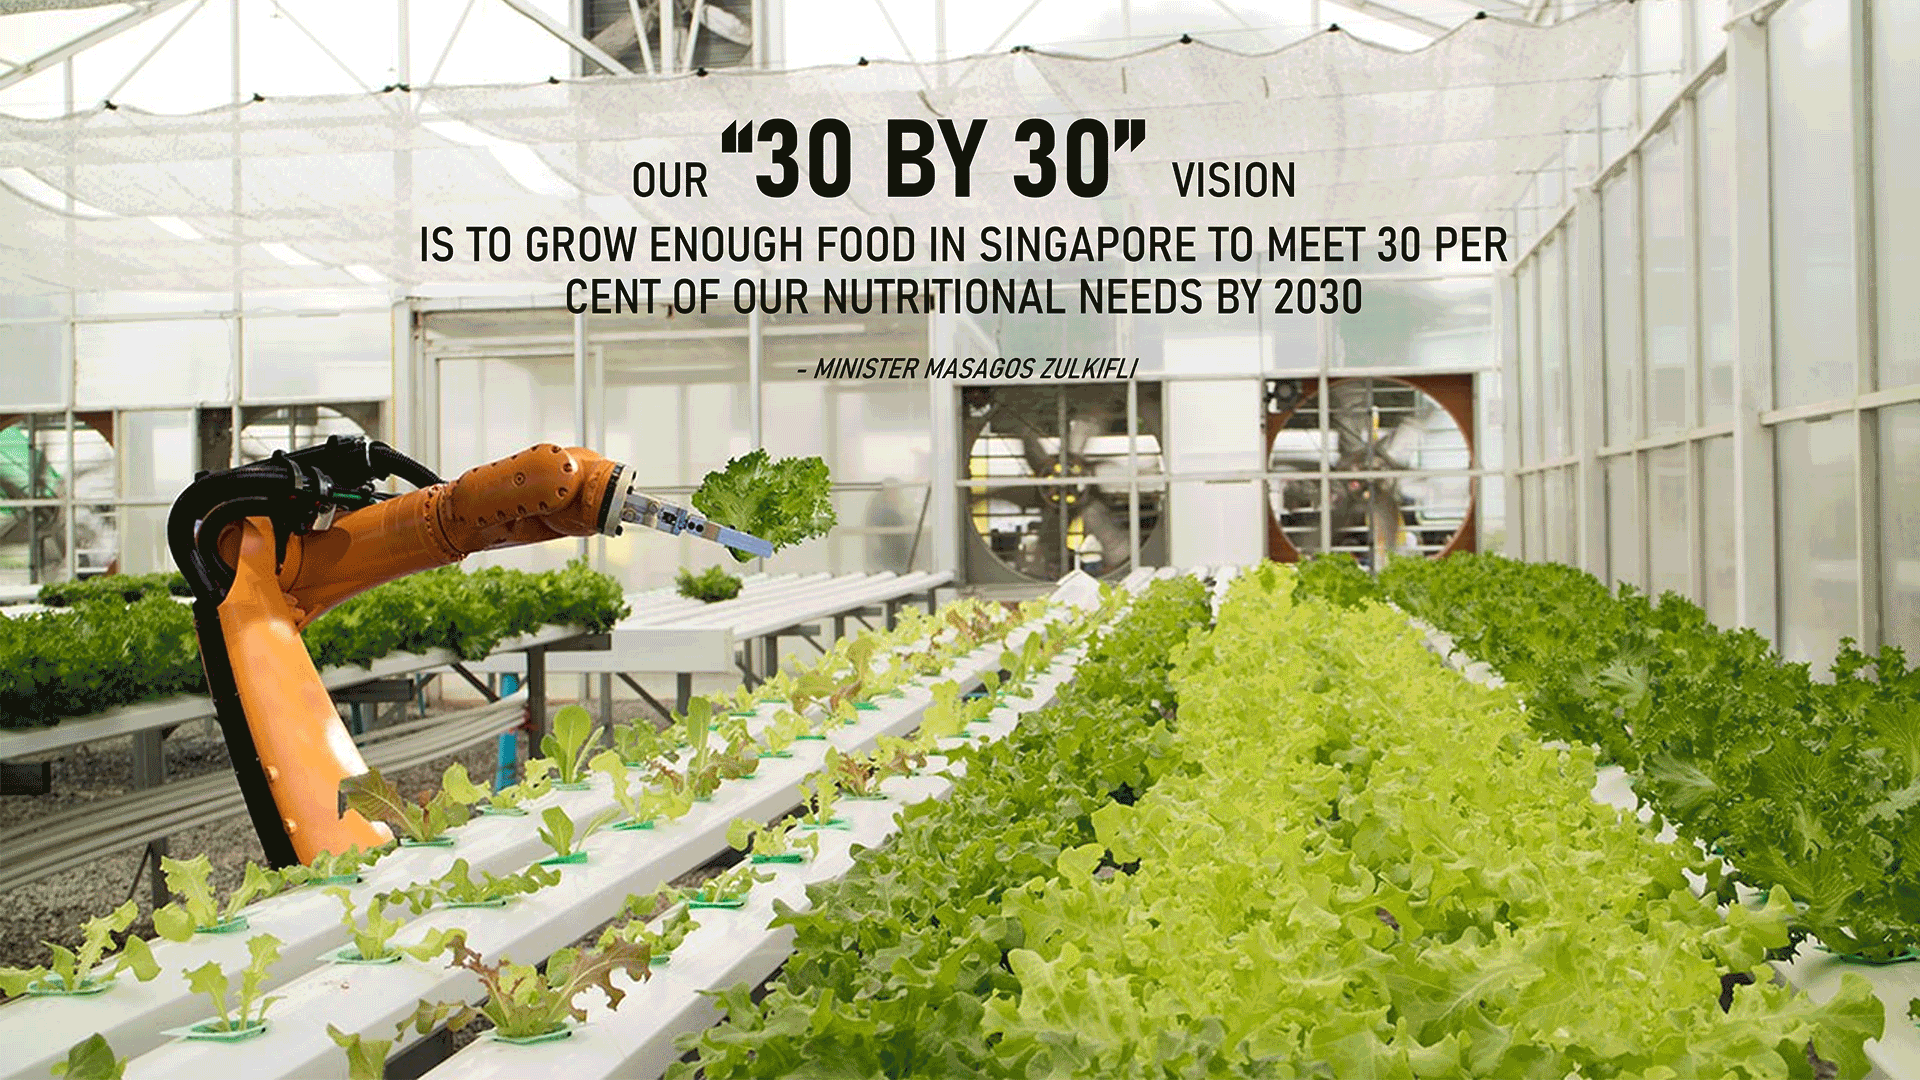 OUR “30 BY 30” VISION
IS TO GROW ENOUGH FOOD IN SINGAPORE TO MEET 30 PER
CENT OF OUR NUTRITIONAL NEEDS BY 2030
- MINISTER MASAGOS ZULKIFLI